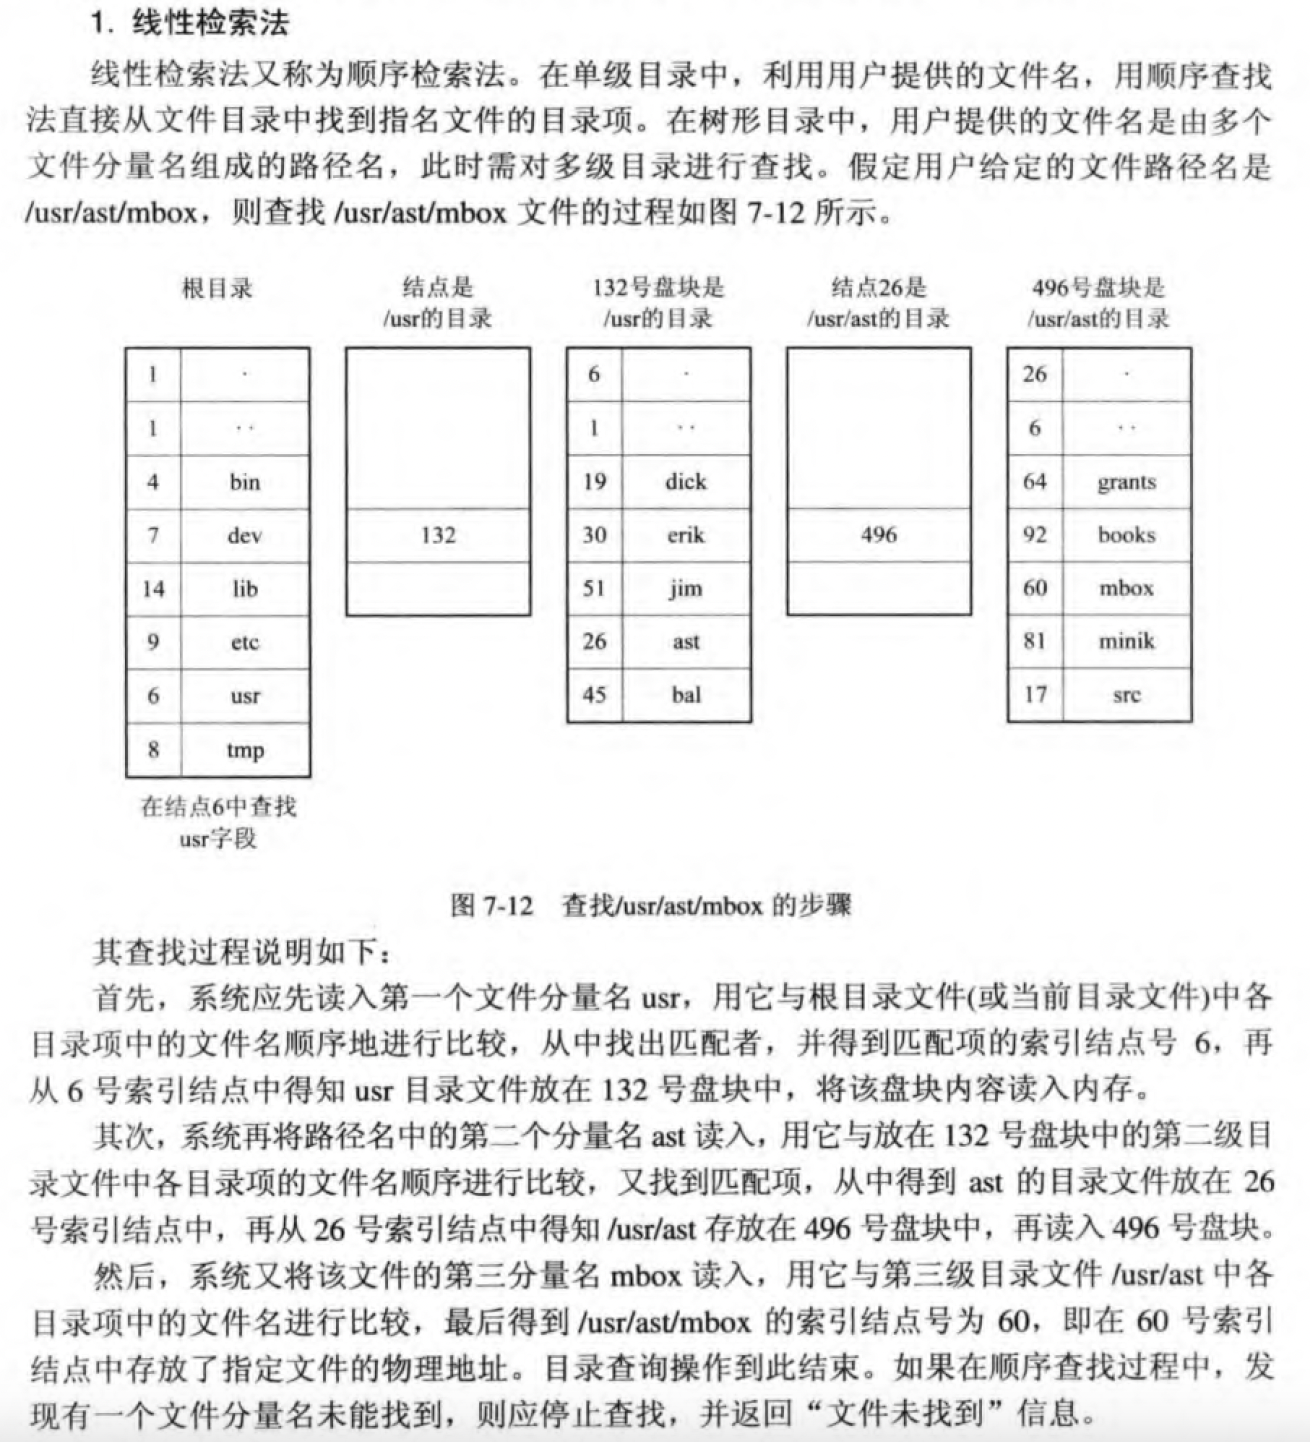 1. 线性检索法
线性检索法又称为顺序检索法。在单级目录中，利用用户提供的文件名，用顺序查找
法直接从文件目录中找到指名文件的目录项。在树形目录中，用户提供的文件名是由多个
文件分量名组成的路径名，此时需对多级目录进行查找。假定用户给定的文件路径名是
/usr/ast/mbox，则查找 /usr/ast/mbox 文件的过程如图 7-12 所示。
根目录
1 ·
1 ··
4 bin
7 dev
14 lib
9 etc
6 usr
8 tmp
在结点6中查找
usr字段
结点是
/usr的目录
132
132号盘块是
/usr的目录
6 ·
1 ··
19 dick
30 erik
51 jim
26 ast
45 bal
结点26是
/usr/ast的目录
496
496号盘块是
/usr/ast的目录
26 ·
6 ··
64 grants
92 books
60 mbox
81 minik
17 src
图 7-12 查找/usr/ast/mbox 的步骤
其查找过程说明如下：
首先，系统应先读入第一个文件分量名 usr，用它与根目录文件(或当前目录文件)中各
目录项中的文件名顺序地进行比较，从中找出匹配者，并得到匹配项的索引结点号 6，再
从 6 号索引结点中得知 usr 目录文件放在 132 号盘块中，将该盘块内容读入内存。
其次，系统再将路径名中的第二个分量名 ast 读入，用它与放在 132 号盘块中的第二级目
录文件中各目录项的文件名顺序进行比较，又找到匹配项，从中得到 ast 的目录文件放在 26
号索引结点中，再从 26 号索引结点中得知 /usr/ast 存放在 496 号盘块中，再读入 496 号盘块。
然后，系统又将该文件的第三分量名 mbox 读入，用它与第三级目录文件 /usr/ast 中各
目录项中的文件名进行比较，最后得到 /usr/ast/mbox 的索引结点号为 60，即在 60 号索引
结点中存放了指定文件的物理地址。目录查询操作到此结束。如果在顺序查找过程中，发
现有一个文件分量名未能找到，则应停止查找，并返回“文件未找到”信息。